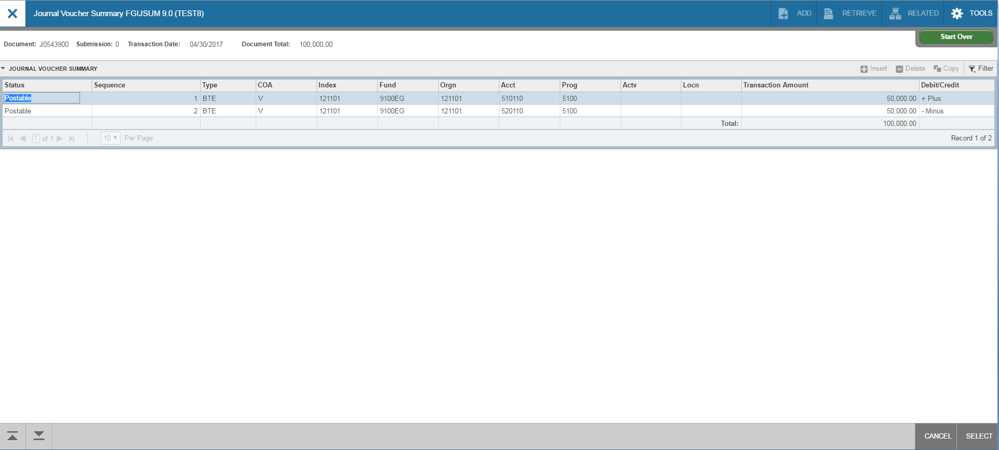 Journal Voucher Summary FGIJSUM 9.0 (TEST8) ADD RETRIEVE RELATED TOOLS
Start Over
Document: J0543900 Submission: 0 Transaction Date: 04/30/2017 Document Total: 100,000.00
JOURNAL VOUCHER SUMMARY Insert Delete Copy Filter
Status Sequence Type COA Index Fund Orgn Acct Prog Actv Locn Transaction Amount Debit/Credit
Postable 1 BTE V 121101 9100EG 121101 510110 5100 50,000.00 + Plus
Postable 2 BTE V 121101 9100EG 121101 520110 5100 50,000.00 - Minus
Total: 100,000.00
1 of 1 10 Per Page Record 1 of 2
CANCEL SELECT